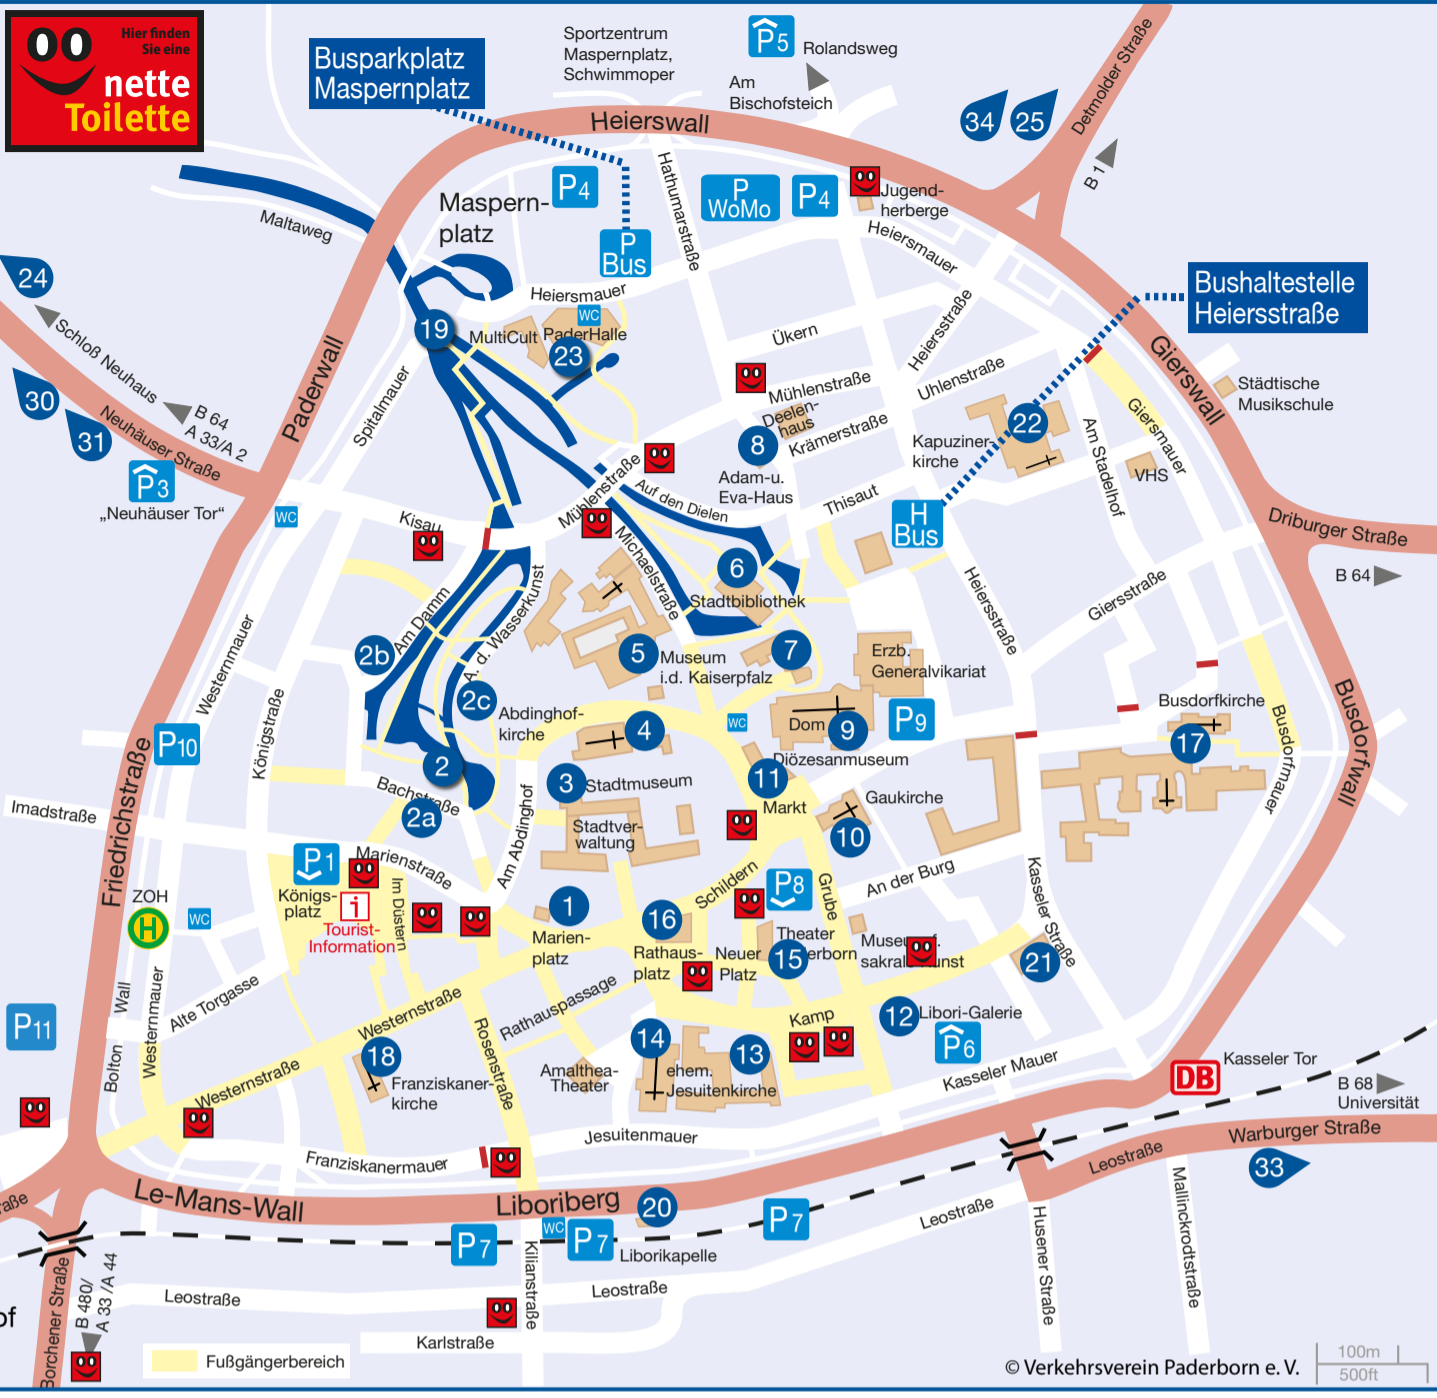 Hier finden
Sie eine
nette
Toilette
Busparkplatz
Maspernplatz
Sportzentrum
Maspernplatz,
Schwimmoper
P5
Rolandsweg
Am
Bischofsteich
Heierswall
34
25
Detmolder Straße
B 1
Maltaweg
Maspern-
platz
P4
Hathumarstraße
P
WoMo
P4
Jugend-
herberge
P
Bus
Heiersmauer
Heiersmauer
24
Schloß Neuhaus
B 64
A 33/A 2
30
31
Neuhäuser Straße
P3
„Neuhäuser Tor“
Paderwall
Spitalmauer
19
MultiCult
WC
PaderHalle
23
Ükern
Heiersstraße
Bushaltestelle
Heiersstraße
Gierswall
Städtische
Musikschule
Mühlenstraße
Uhlenstraße
Deelen-
haus
8
Krämerstraße
Adam-u.
Eva-Haus
Kapuziner-
kirche
22
Giersmauer
Am Stadelhof
VHS
WC
Kisau
Mühlenstraße
Auf den Dielen
Thisaut
H
Bus
Driburger Straße
B 64
Michaelstraße
6
Stadtbibliothek
Heiersstraße
Giersstraße
Am Damm
A. d. Wasserkunst
2b
2c
5
Museum
i.d. Kaiserpfalz
7
Erzb.
Generalvikariat
Westernmauer
Königstraße
P10
Abdinghof-
kirche
4
WC
Dom
9
P9
Busdorfkirche
17
Busdorfmauer
Busdorfwall
2
Bachstraße
2a
3
Stadtmuseum
11
Diözesanmuseum
Markt
Gaukirche
10
Imadstraße
Friedrichstraße
Stadtver-
waltung
Am Abdinghof
P1
Marienstraße
Königs-
platz
i
Tourist-
Information
Im Düstern
ZOH
H
WC
1
Marien-
platz
16
Rathaus-
platz
Schildern
P8
Grube
An der Burg
Kasseler Straße
Neuer
Platz
Theater
15
Museum f.
21
12
Libori-Galerie
P6
P11
Bolton
Wall
Westernmauer
Alte Torgasse
Westernstraße
Westernstraße
Rosenstraße
Rathauspassage
Kamp
18
Franziskaner-
kirche
Amalthea-
Theater
14
13
ehem.
Jesuitenkirche
Kasseler Mauer
DB
Kasseler Tor
B 68
Universität
Warburger Straße
Leostraße
33
Franziskanermauer
Jesuitenmauer
Le-Mans-Wall
Liboriberg
20
Liborikapelle
P7
WC
P7
P7
Leostraße
Leostraße
Leostraße
Kilianstraße
Karlstraße
Husener Straße
Mallinckrodtstraße
Borchener Straße
B 480/
A 33 /A 44
Fußgängerbereich
© Verkehrsverein Paderborn e. V.
100m
500ft